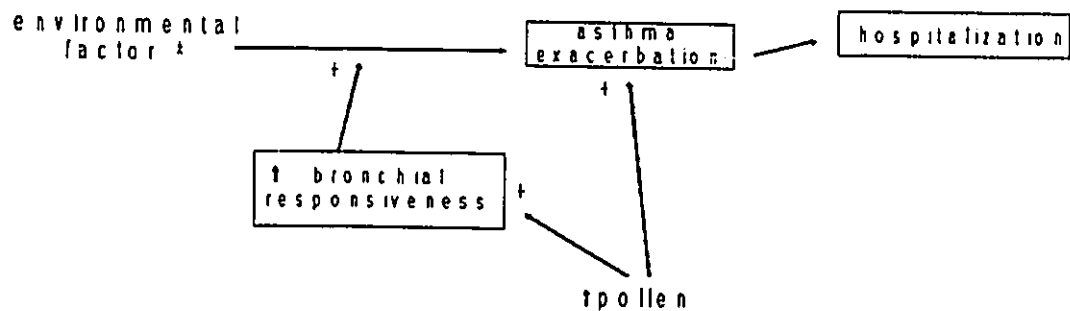 environmental
factor *
asthma
exacerbation
hospitalization
+
+
↑ bronchial
responsiveness
+
↑pollen